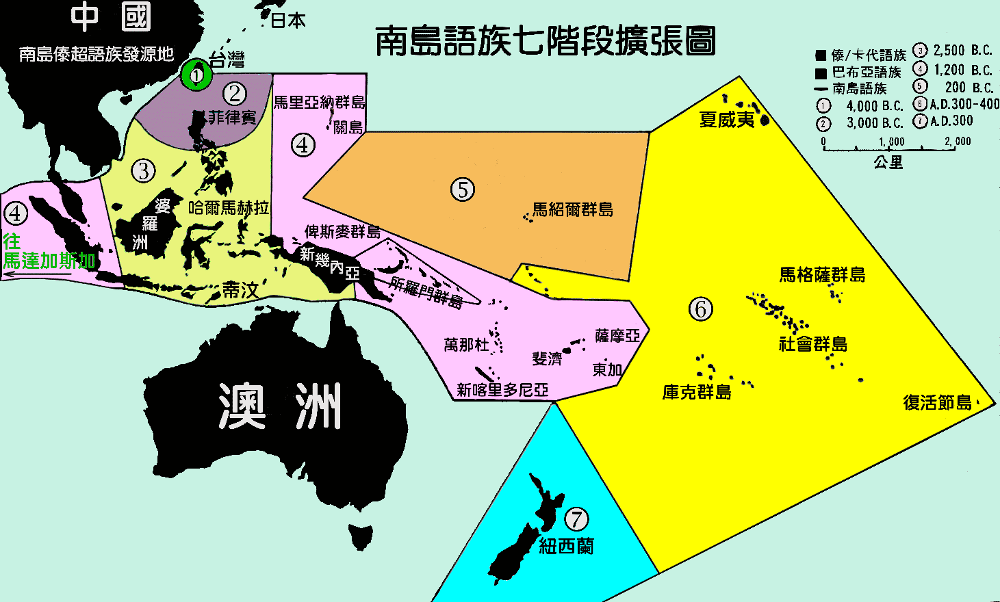 中 國
日本
南島語族七階段擴張圖
南島傣超語族發源地
台灣
傣/卡代語族
巴布亞語族
南島語族
① 4,000 B.C.
② 3,000 B.C.
③ 2,500 B.C.
④ 1,200 B.C.
⑤ 200 B.C.
⑥ A.D.300-400
⑦ A.D.300
0 1,000 2,000
公里
①
②
菲律賓
馬里亞納群島
關島
④
夏威夷
③
⑤
④
往
馬達加斯加
婆
羅
洲
哈爾馬赫拉
馬紹爾群島
俾斯麥群島
新
幾
內
亞
帝汶
所羅門群島
馬格薩群島
⑥
萬那杜
斐濟
薩摩亞
東加
社會群島
新喀里多尼亞
庫克群島
復活節島
澳 洲
⑦
紐西蘭